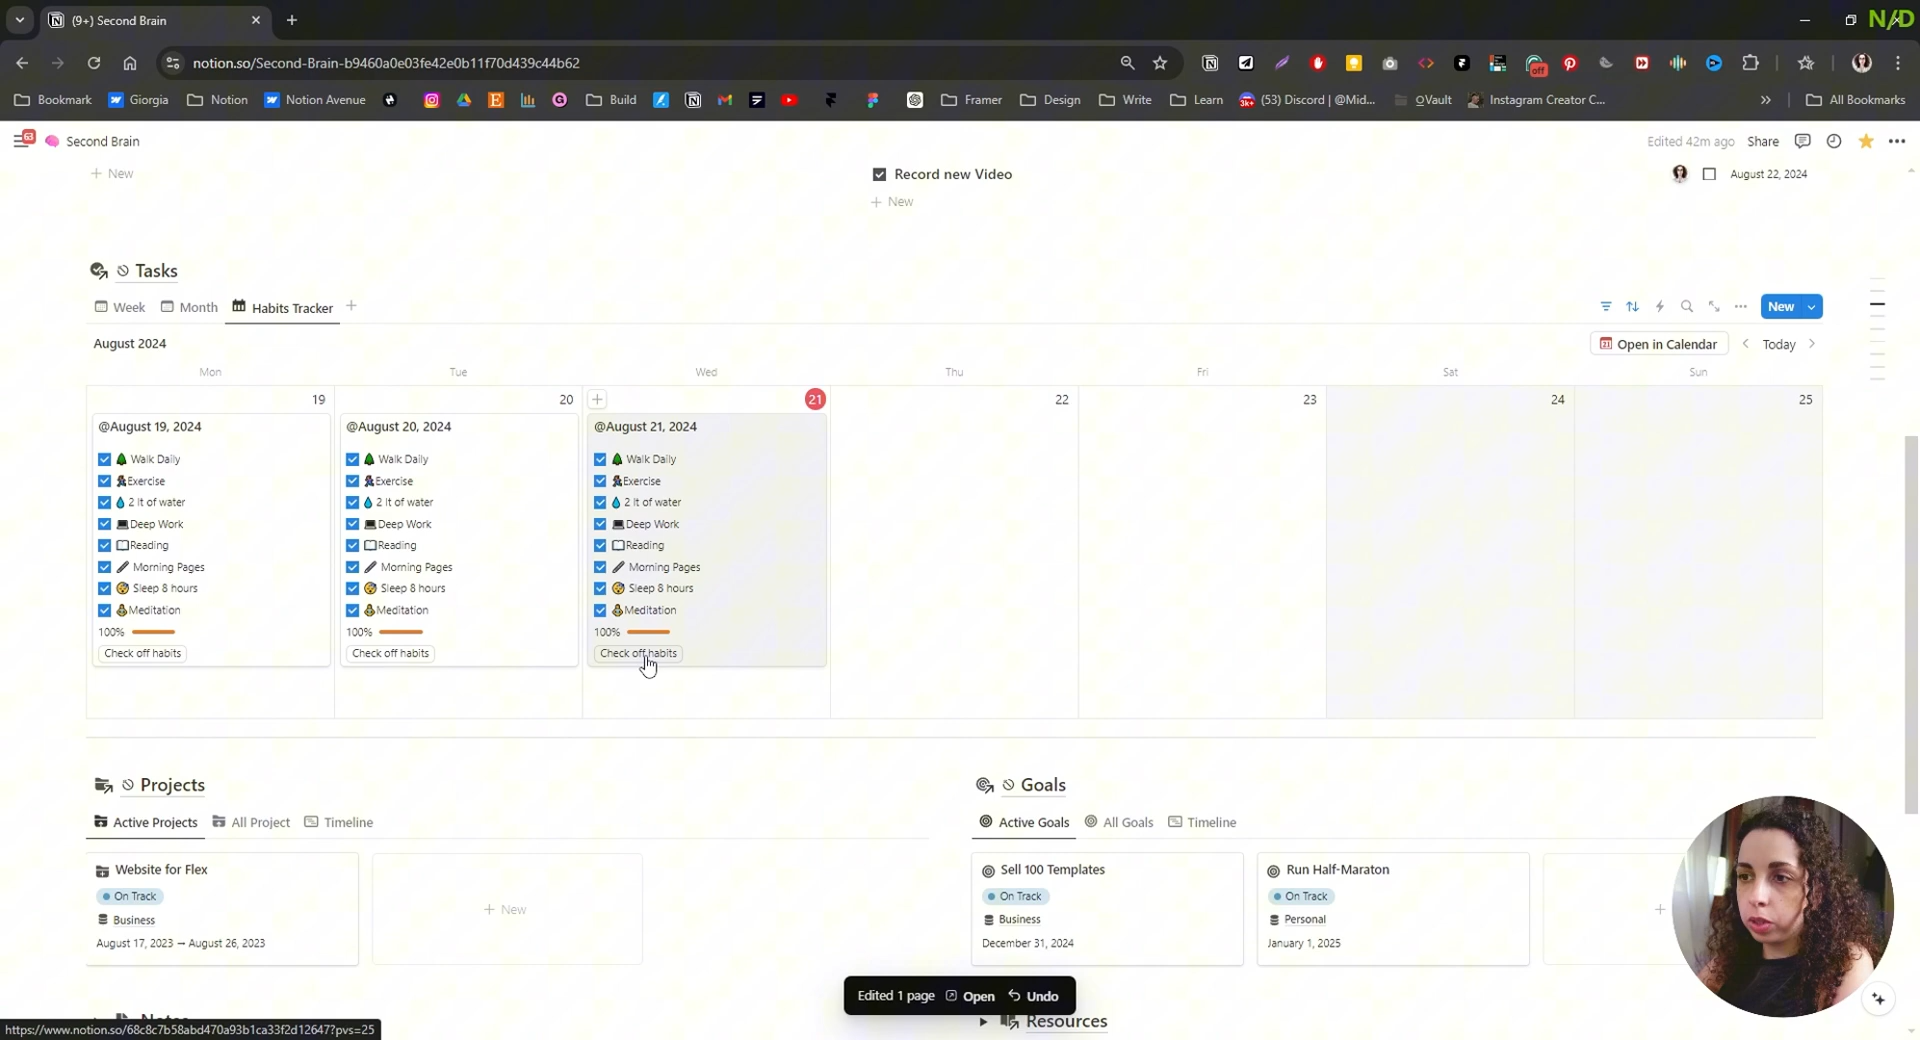 (9+) Second Brain
N/D
notion.so/Second-Brain-b9460a0e03fe42e0b11f70d439c44b62
off
Bookmark Giorgia Notion Notion Avenue Build Framer Design Write Learn (53) Discord | @Mid... QVault Instagram Creator C... All Bookmarks
63 Second Brain Edited 42m ago Share
New Record new Video August 22, 2024
New
Tasks
Week Month Habits Tracker New
August 2024 Open in Calendar Today
Mon Tue Wed Thu Fri Sat Sun
19 20 21 22 23 24 25
@August 19, 2024 @August 20, 2024 @August 21, 2024
Walk Daily Walk Daily Walk Daily
Exercise Exercise Exercise
2 lt of water 2 lt of water 2 lt of water
Deep Work Deep Work Deep Work
Reading Reading Reading
Morning Pages Morning Pages Morning Pages
Sleep 8 hours Sleep 8 hours Sleep 8 hours
Meditation Meditation Meditation
100% 100% 100%
Check off habits Check off habits Check off habits
Projects Goals
Active Projects All Project Timeline Active Goals All Goals Timeline
Website for Flex Sell 100 Templates Run Half-Maraton
On Track On Track On Track
Business New Business Personal
August 17, 2023 → August 26, 2023 December 31, 2024 January 1, 2025
Edited 1 page Open Undo
Notes Resources
https://www.notion.so/68c8c7b58abd470a93b1ca33f2d12647?pvs=25